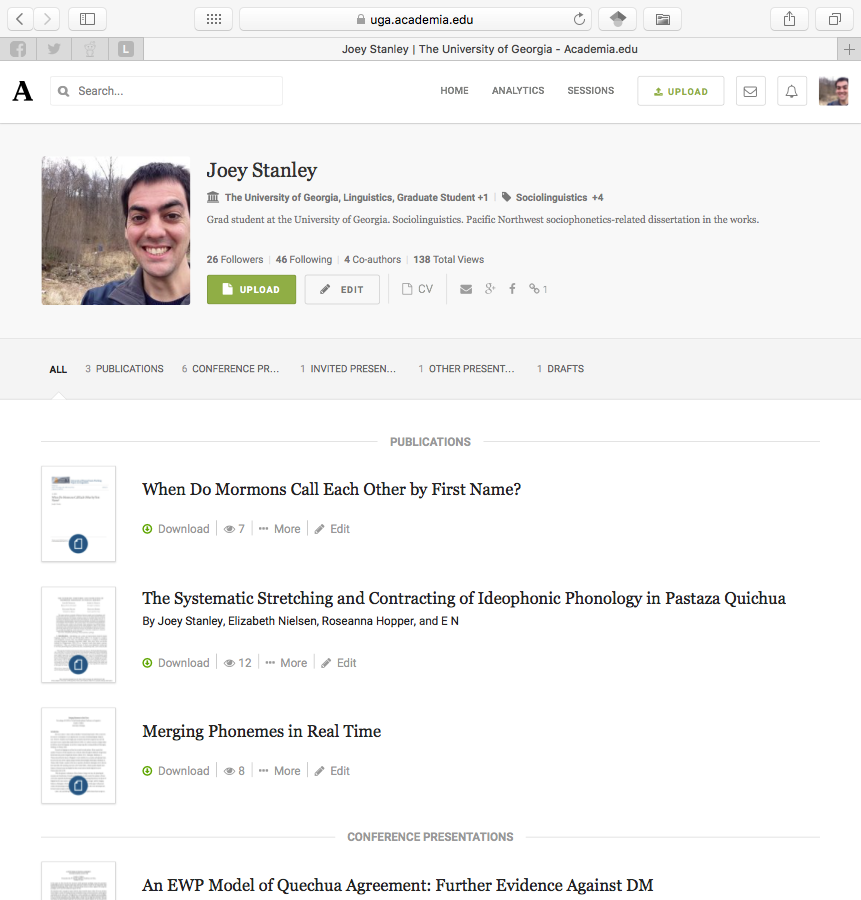 uga.academia.edu
L
Joey Stanley | The University of Georgia - Academia.edu
A
Search...
HOME
ANALYTICS
SESSIONS
UPLOAD
Joey Stanley
The University of Georgia, Linguistics, Graduate Student +1
Sociolinguistics +4
Grad student at the University of Georgia. Sociolinguistics. Pacific Northwest sociophonetics-related dissertation in the works.
26 Followers | 46 Following | 4 Co-authors | 138 Total Views
UPLOAD
EDIT
CV
1
ALL
3 PUBLICATIONS
6 CONFERENCE PR...
1 INVITED PRESEN...
1 OTHER PRESENT...
1 DRAFTS
PUBLICATIONS
When Do Mormons Call Each Other by First Name?
Download 7 ••• More Edit
The Systematic Stretching and Contracting of Ideophonic Phonology in Pastaza Quichua
By Joey Stanley, Elizabeth Nielsen, Roseanna Hopper, and E N
Download 12 ••• More Edit
Merging Phonemes in Real Time
Download 8 ••• More Edit
CONFERENCE PRESENTATIONS
An EWP Model of Quechua Agreement: Further Evidence Against DM